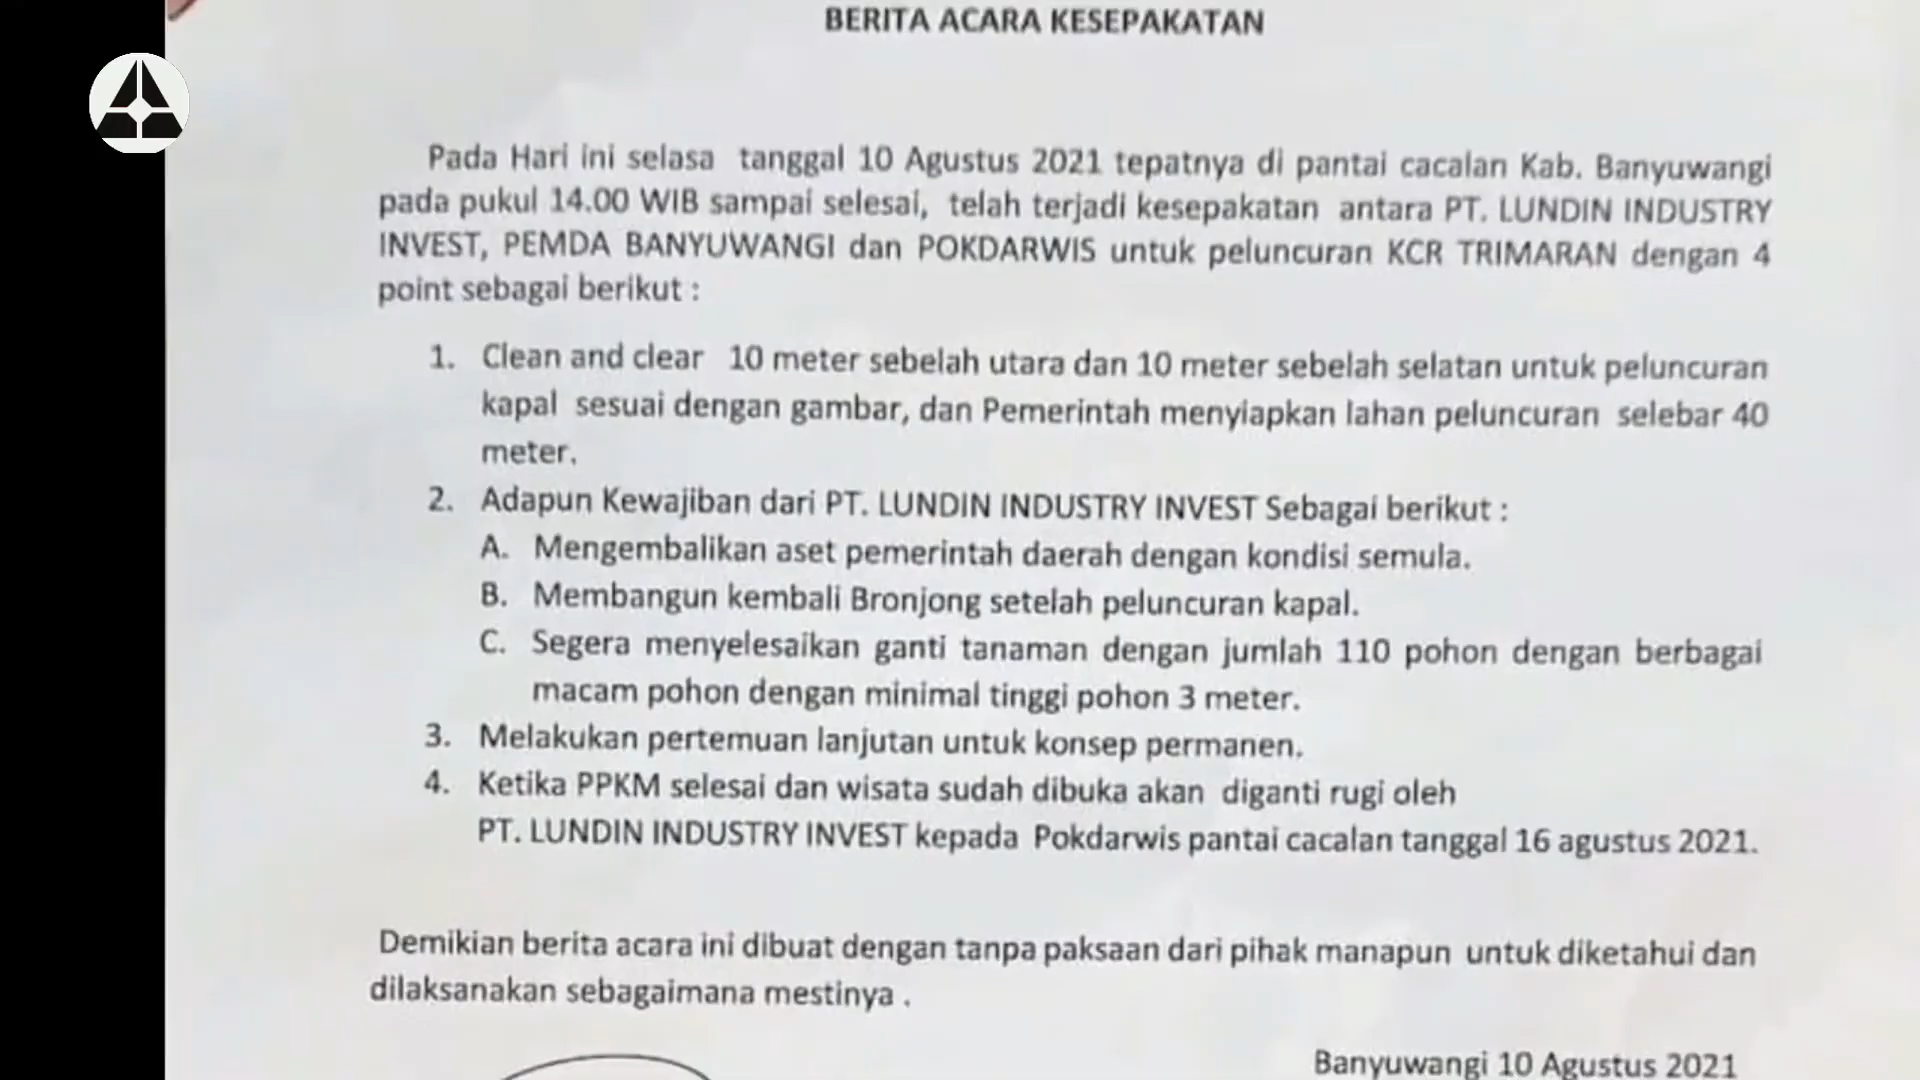 BERITA ACARA KESEPAKATAN
Pada Hari ini selasa tanggal 10 Agustus 2021 tepatnya di pantai cacalan Kab. Banyuwangi
pada pukul 14.00 WIB sampai selesai, telah terjadi kesepakatan antara PT. LUNDIN INDUSTRY
INVEST, PEMDA BANYUWANGI dan POKDARWIS untuk peluncuran KCR TRIMARAN dengan 4
point sebagai berikut :
1. Clean and clear 10 meter sebelah utara dan 10 meter sebelah selatan untuk peluncuran
kapal sesuai dengan gambar, dan Pemerintah menyiapkan lahan peluncuran selebar 40
meter.
2. Adapun Kewajiban dari PT. LUNDIN INDUSTRY INVEST Sebagai berikut :
A. Mengembalikan aset pemerintah daerah dengan kondisi semula.
B. Membangun kembali Bronjong setelah peluncuran kapal.
C. Segera menyelesaikan ganti tanaman dengan jumlah 110 pohon dengan berbagai
macam pohon dengan minimal tinggi pohon 3 meter.
3. Melakukan pertemuan lanjutan untuk konsep permanen.
4. Ketika PPKM selesai dan wisata sudah dibuka akan diganti rugi oleh
PT. LUNDIN INDUSTRY INVEST kepada Pokdarwis pantai cacalan tanggal 16 agustus 2021.
Demikian berita acara ini dibuat dengan tanpa paksaan dari pihak manapun untuk diketahui dan
dilaksanakan sebagaimana mestinya .
Banyuwangi 10 Agustus 2021